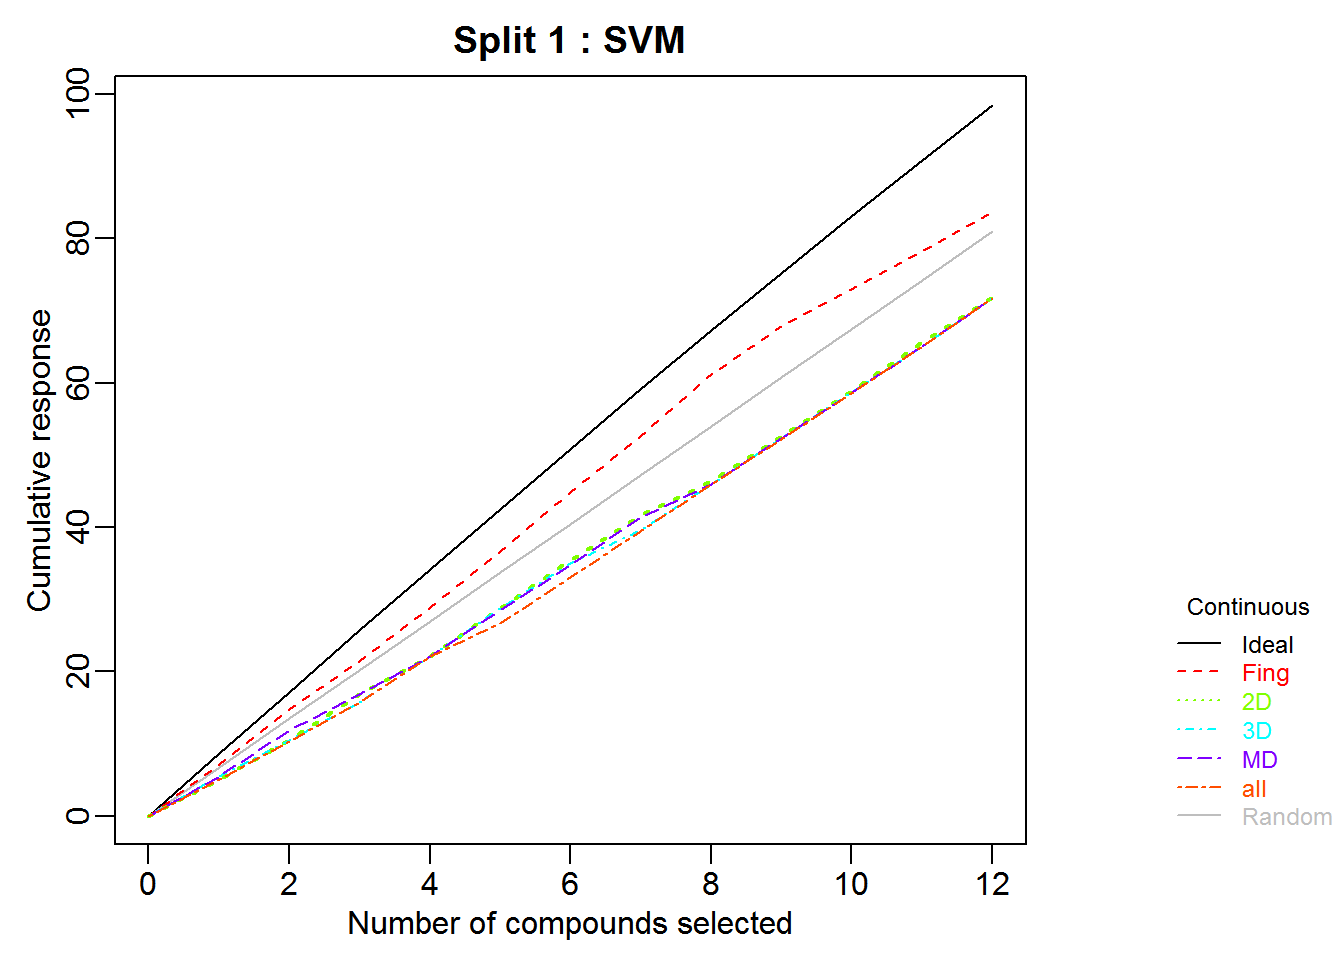 Split 1 : SVM
Cumulative response
100
80
60
40
20
0
0 2 4 6 8 10 12
Number of compounds selected
Continuous
Ideal
Fing
2D
3D
MD
all
Random